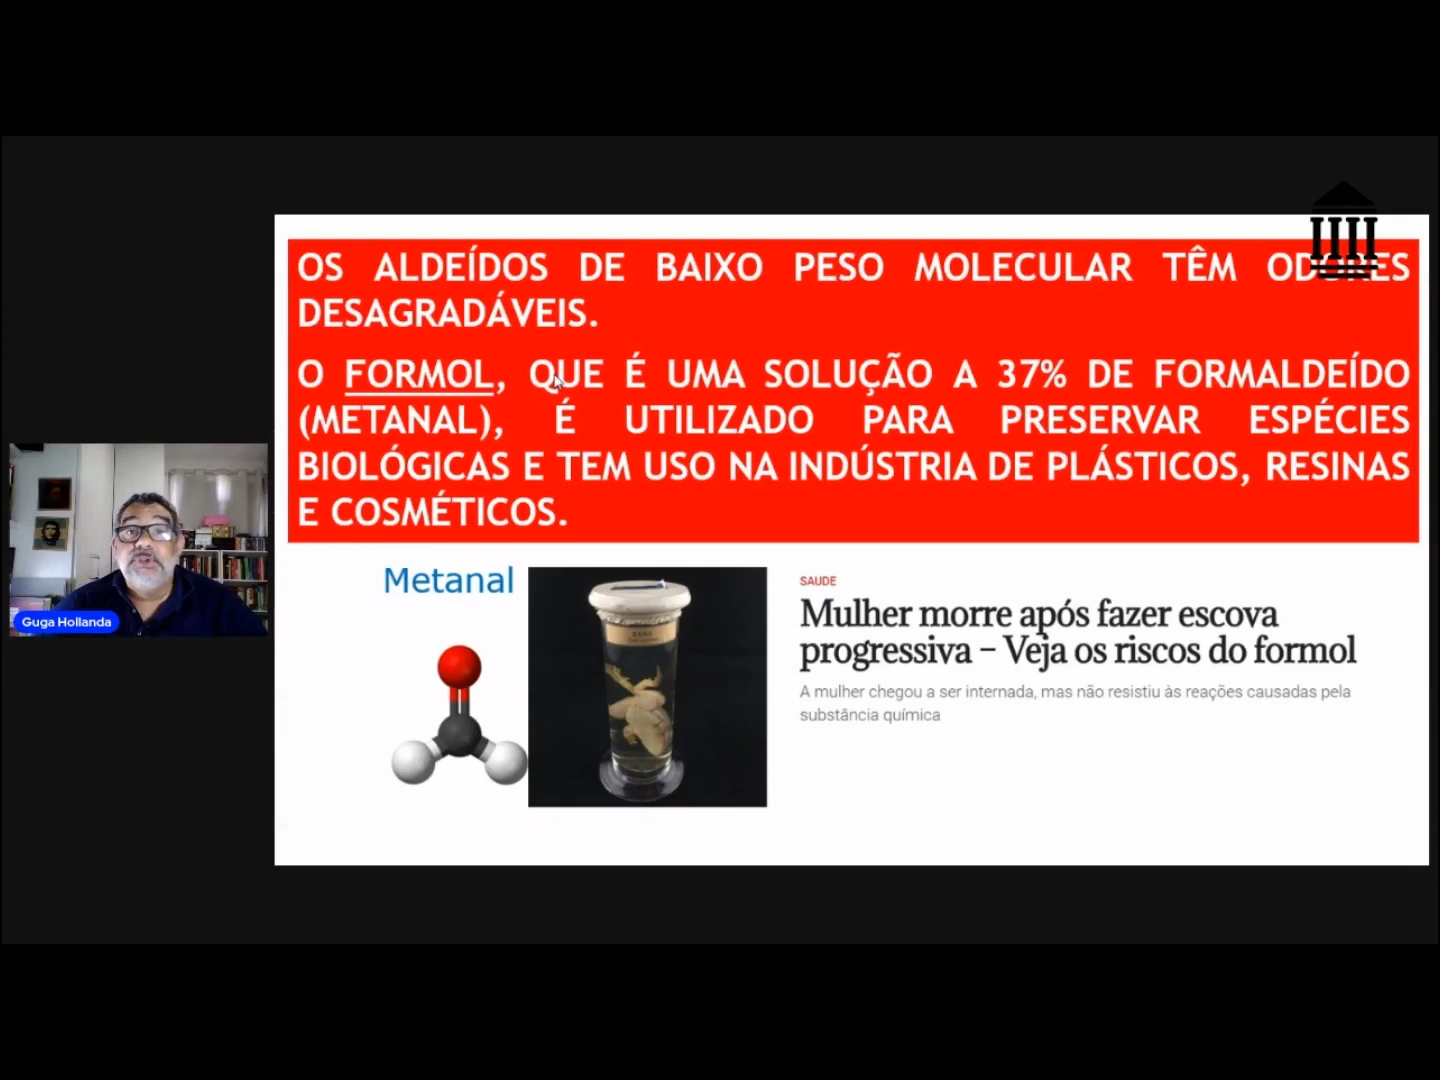 OS ALDEÍDOS DE BAIXO PESO MOLECULAR TÊM ODORES
DESAGRADÁVEIS.
O FORMOL, QUE É UMA SOLUÇÃO A 37% DE FORMALDEÍDO
(METANAL), É UTILIZADO PARA PRESERVAR ESPÉCIES
BIOLÓGICAS E TEM USO NA INDÚSTRIA DE PLÁSTICOS, RESINAS
E COSMÉTICOS.
Metanal
SAUDE
Mulher morre após fazer escova
progressiva – Veja os riscos do formol
A mulher chegou a ser internada, mas não resistiu às reações causadas pela
substância química
Guga Hollanda